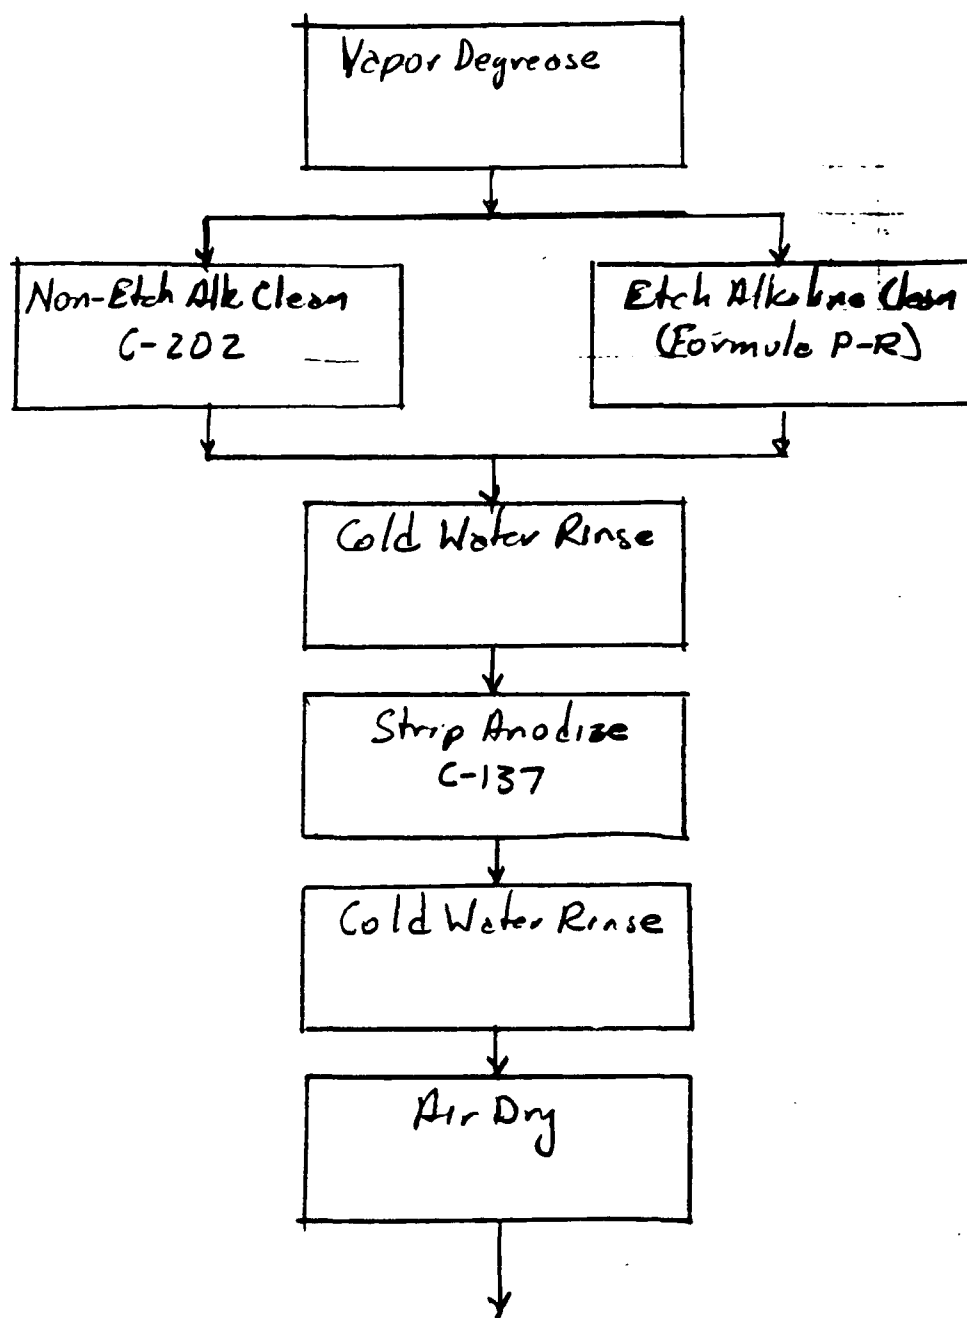 Vapor Degrease
Non-Etch Alk Clean
C-202
Etch Alkaline Clean
(Formula P-R)
Cold Water Rinse
Strip Anodize
C-137
Cold Water Rinse
Air Dry